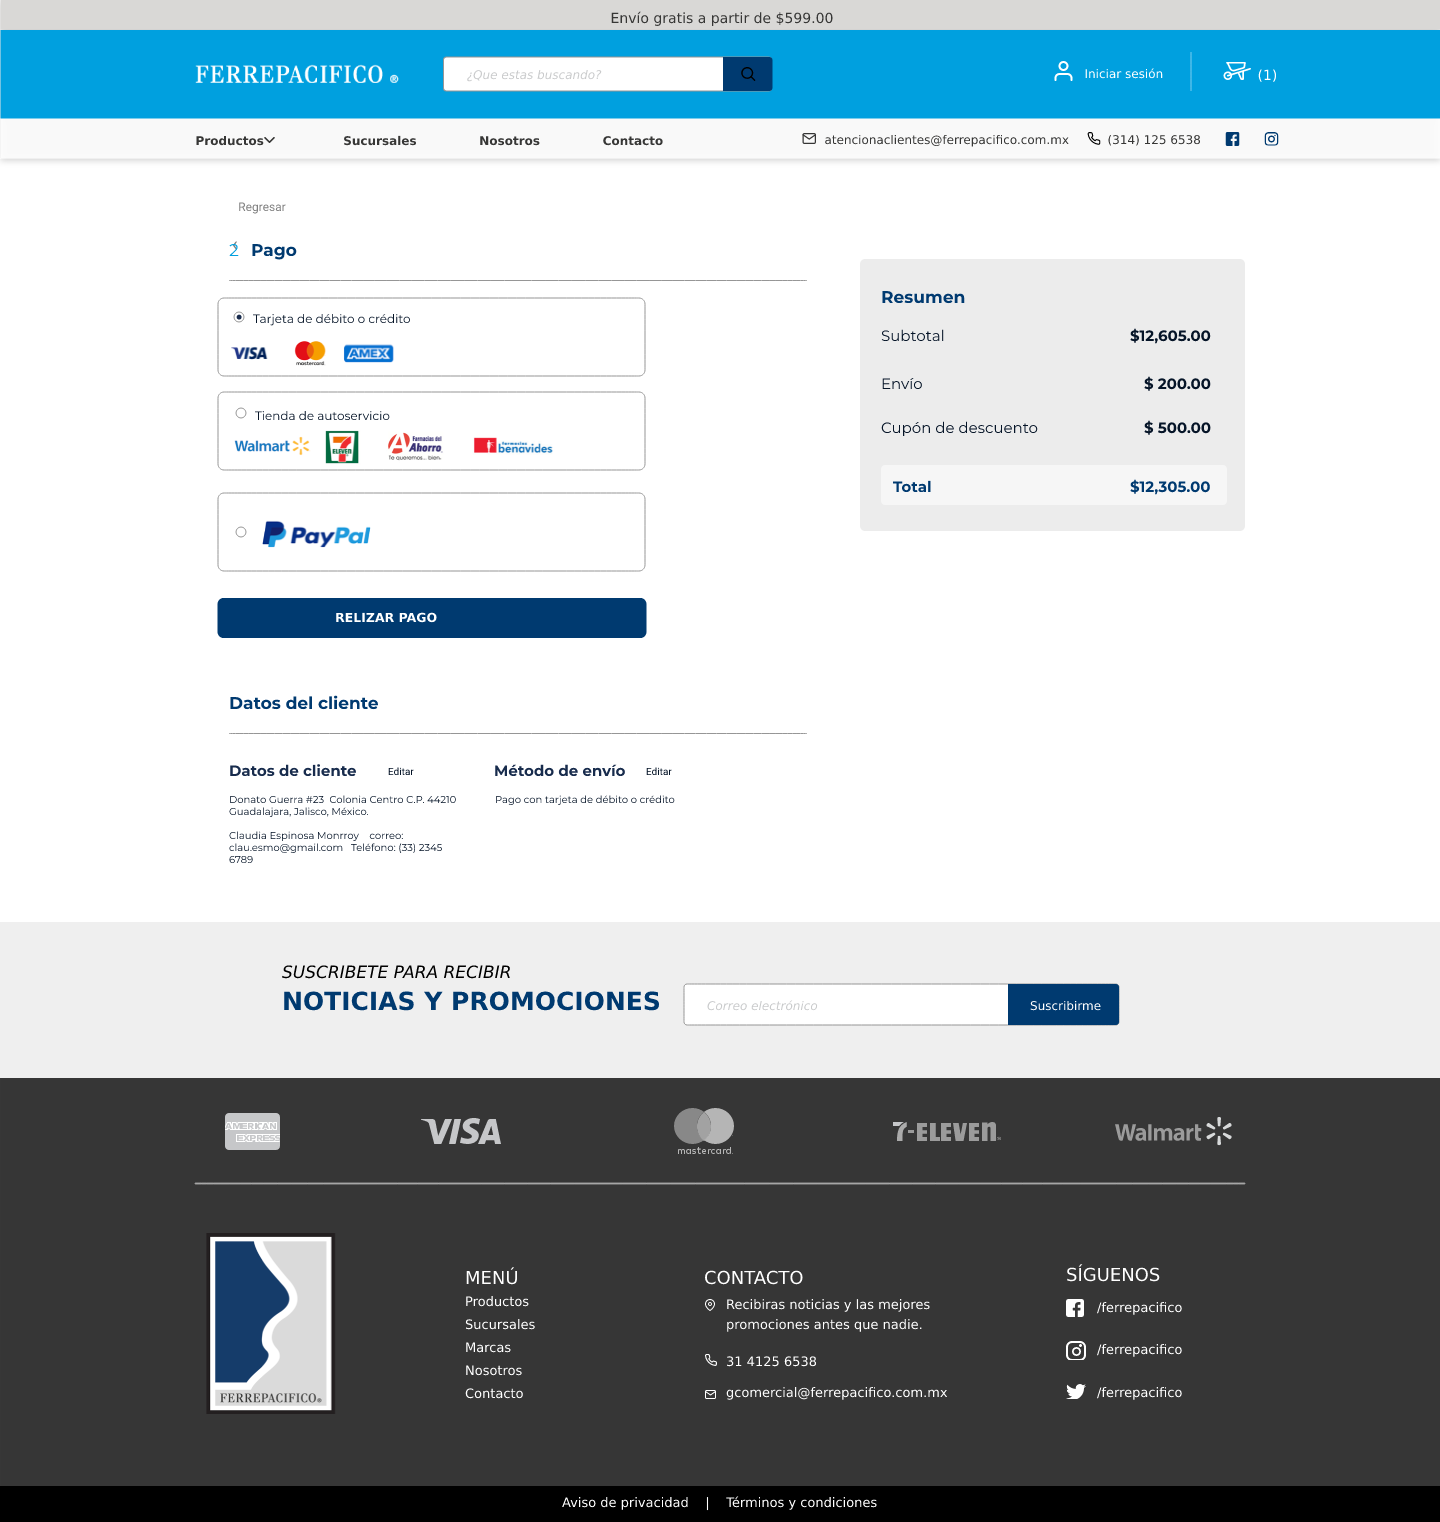 Envío gratis a partir de $599.00
FERREPACIFICO ®
¿Que estas buscando?
Iniciar sesión
(1)
Productos
Sucursales
Nosotros
Contacto
atencionaclientes@ferrepacifico.com.mx
(314) 125 6538
Regresar
2 Pago
Tarjeta de débito o crédito
VISA
mastercard
AMEX
Tienda de autoservicio
Walmart
7 ELEVEN
Farmacias del Ahorro
Te queremos... bien.
farmacias benavides
PayPal
RELIZAR PAGO
Resumen
Subtotal $12,605.00
Envío $ 200.00
Cupón de descuento $ 500.00
Total $12,305.00
Datos del cliente
Datos de cliente Editar
Donato Guerra #23 Colonia Centro C.P. 44210
Guadalajara, Jalisco, México.
Claudia Espinosa Monrroy correo:
clau.esmo@gmail.com Teléfono: (33) 2345
6789
Método de envío Editar
Pago con tarjeta de débito o crédito
SUSCRIBETE PARA RECIBIR
NOTICIAS Y PROMOCIONES
Correo electrónico
Suscribirme
AMERICAN
EXPRESS
VISA
mastercard.
7-ELEVEN
Walmart
FERREPACIFICO®
MENÚ
Productos
Sucursales
Marcas
Nosotros
Contacto
CONTACTO
Recibiras noticias y las mejores
promociones antes que nadie.
31 4125 6538
gcomercial@ferrepacifico.com.mx
SÍGUENOS
/ferrepacifico
/ferrepacifico
/ferrepacifico
Aviso de privacidad | Términos y condiciones